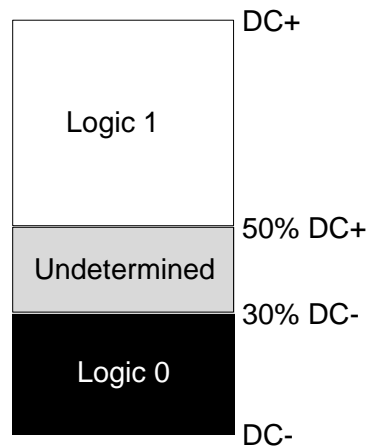 DC+
Logic 1
50% DC+
Undetermined
30% DC-
Logic 0
DC-